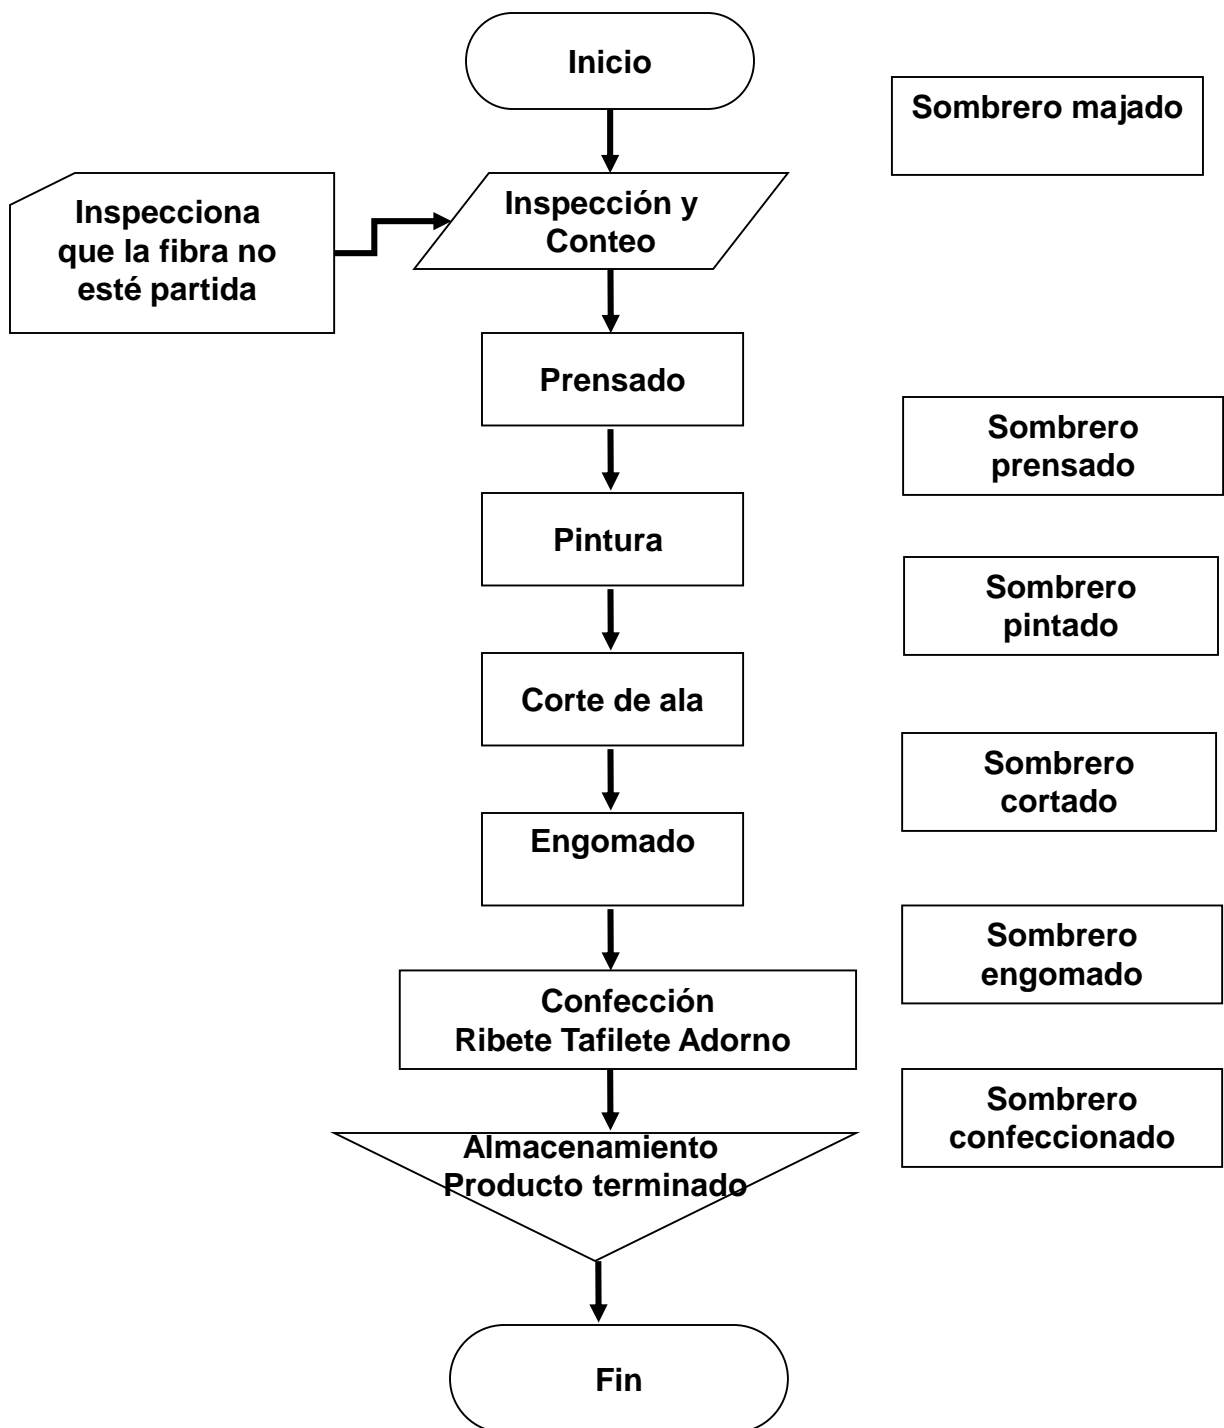 Inicio
Sombrero majado
Inspecciona
que la fibra no
esté partida
Inspección y
Conteo
Prensado
Sombrero
prensado
Pintura
Sombrero
pintado
Corte de ala
Sombrero
cortado
Engomado
Sombrero
engomado
Confección
Ribete Tafilete Adorno
Sombrero
confeccionado
Almacenamiento
Producto terminado
Fin